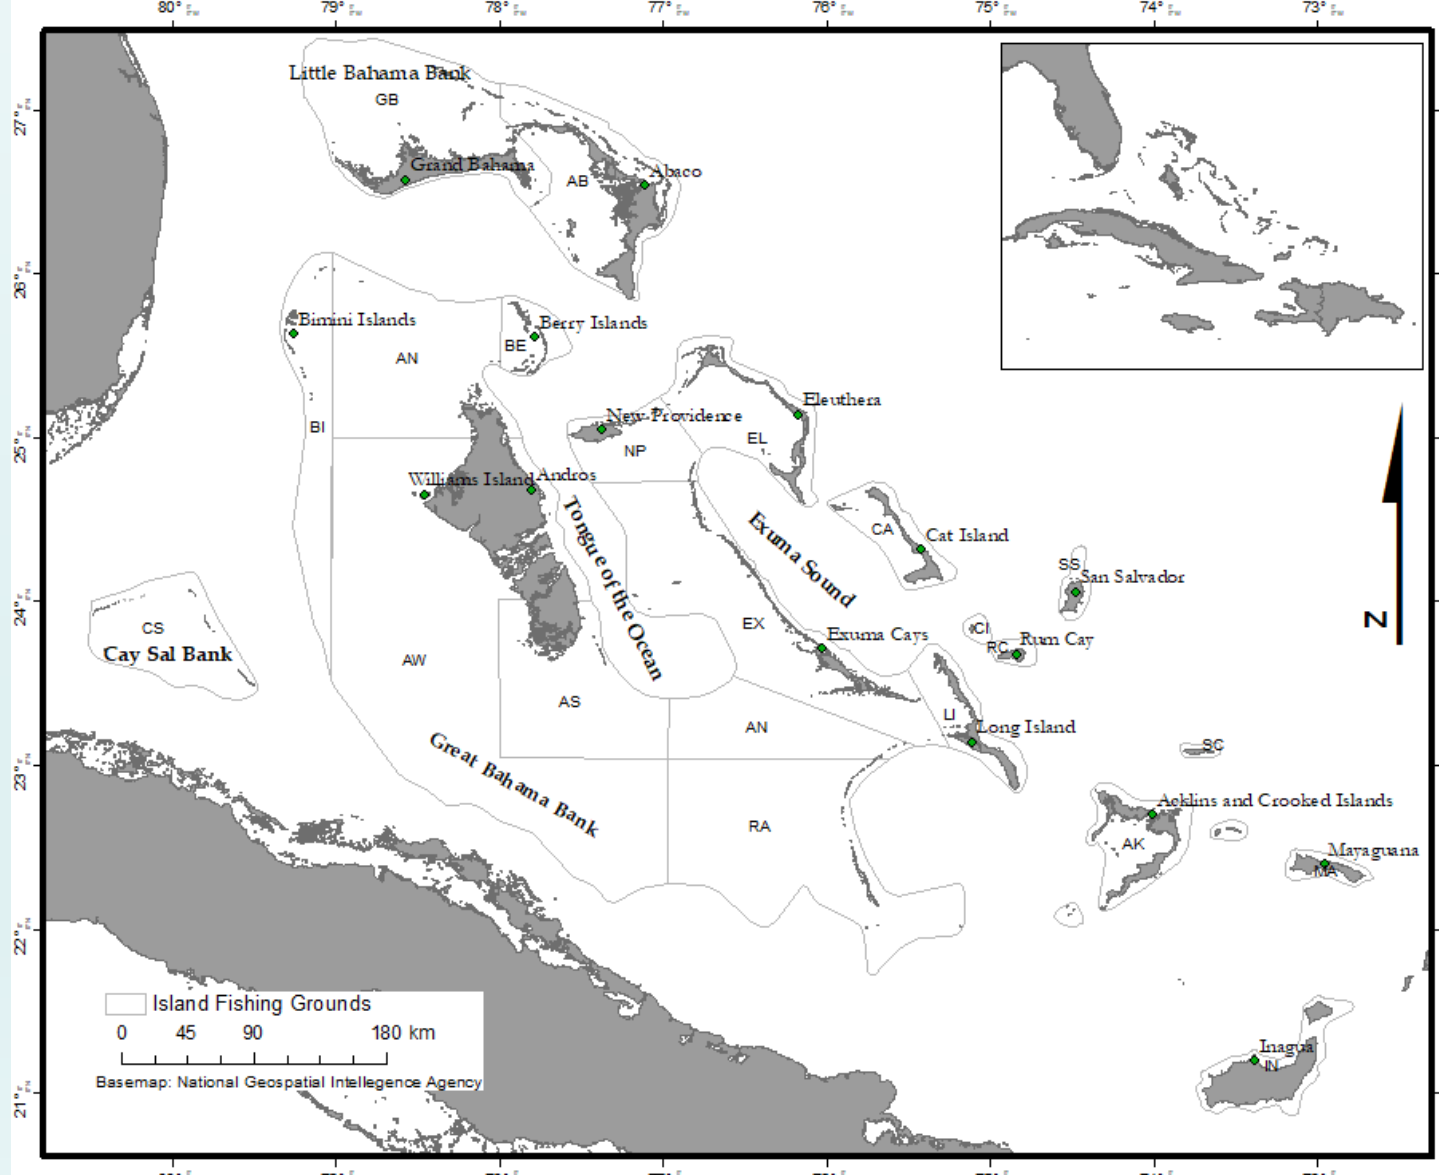 80° 79° 78° 77° 76° 75° 74° 73°
27°
26°
25°
24°
23°
22°
21°
Little Bahama Bank
GB
Grand Bahama
AB
Abaco
Bimini Islands
Berry Islands
BE
AN
BI
Eleuthera
New Providence
NP
EL
Williams Island
Andros
Tongue of the Ocean
Exuma Sound
CA
Cat Island
SS
San Salvador
CS
Cay Sal Bank
EX
Exuma Cays
CI
RC
Rum Cay
AW
AS
AN
LI
Long Island
SC
Great Bahama Bank
RA
Acklins and Crooked Islands
AK
Mayaguana
MA
Inagua
IN
Z
Island Fishing Grounds
0 45 90 180 km
Basemap: National Geospatial Intellegence Agency